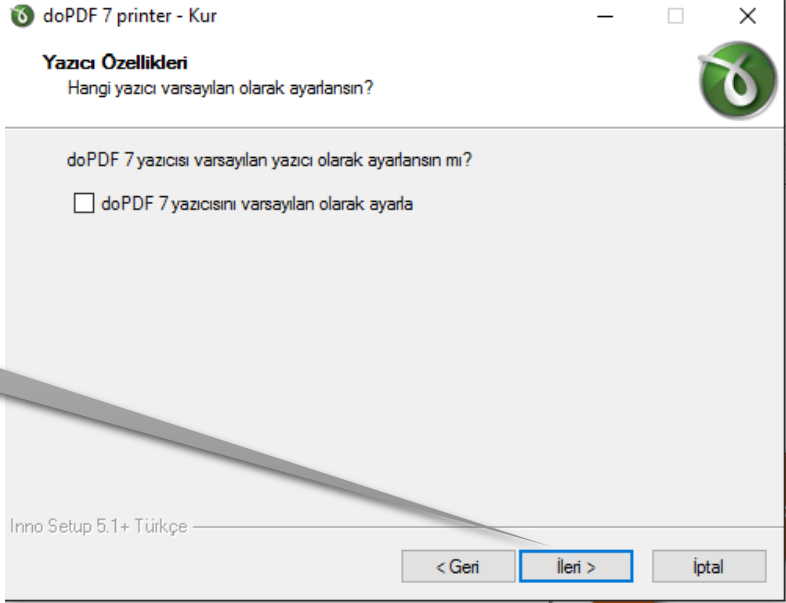 doPDF 7 printer - Kur
Yazıcı Özellikleri
Hangi yazıcı varsayılan olarak ayarlansın?
doPDF 7 yazıcısı varsayılan yazıcı olarak ayarlansın mı?
doPDF 7 yazıcısını varsayılan olarak ayarla
Inno Setup 5.1+ Türkçe
< Geri
İleri >
İptal